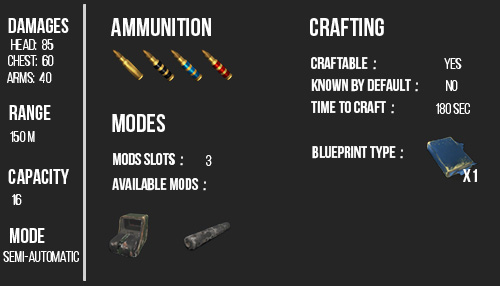 DAMAGES
HEAD: 85
CHEST: 60
ARMS: 40
RANGE
150 M
CAPACITY
16
MODE
SEMI-AUTOMATIC
AMMUNITION
MODES
MODS SLOTS : 3
AVAILABLE MODS :
CRAFTING
CRAFTABLE : YES
KNOWN BY DEFAULT : NO
TIME TO CRAFT : 180 SEC
BLUEPRINT TYPE :
X1